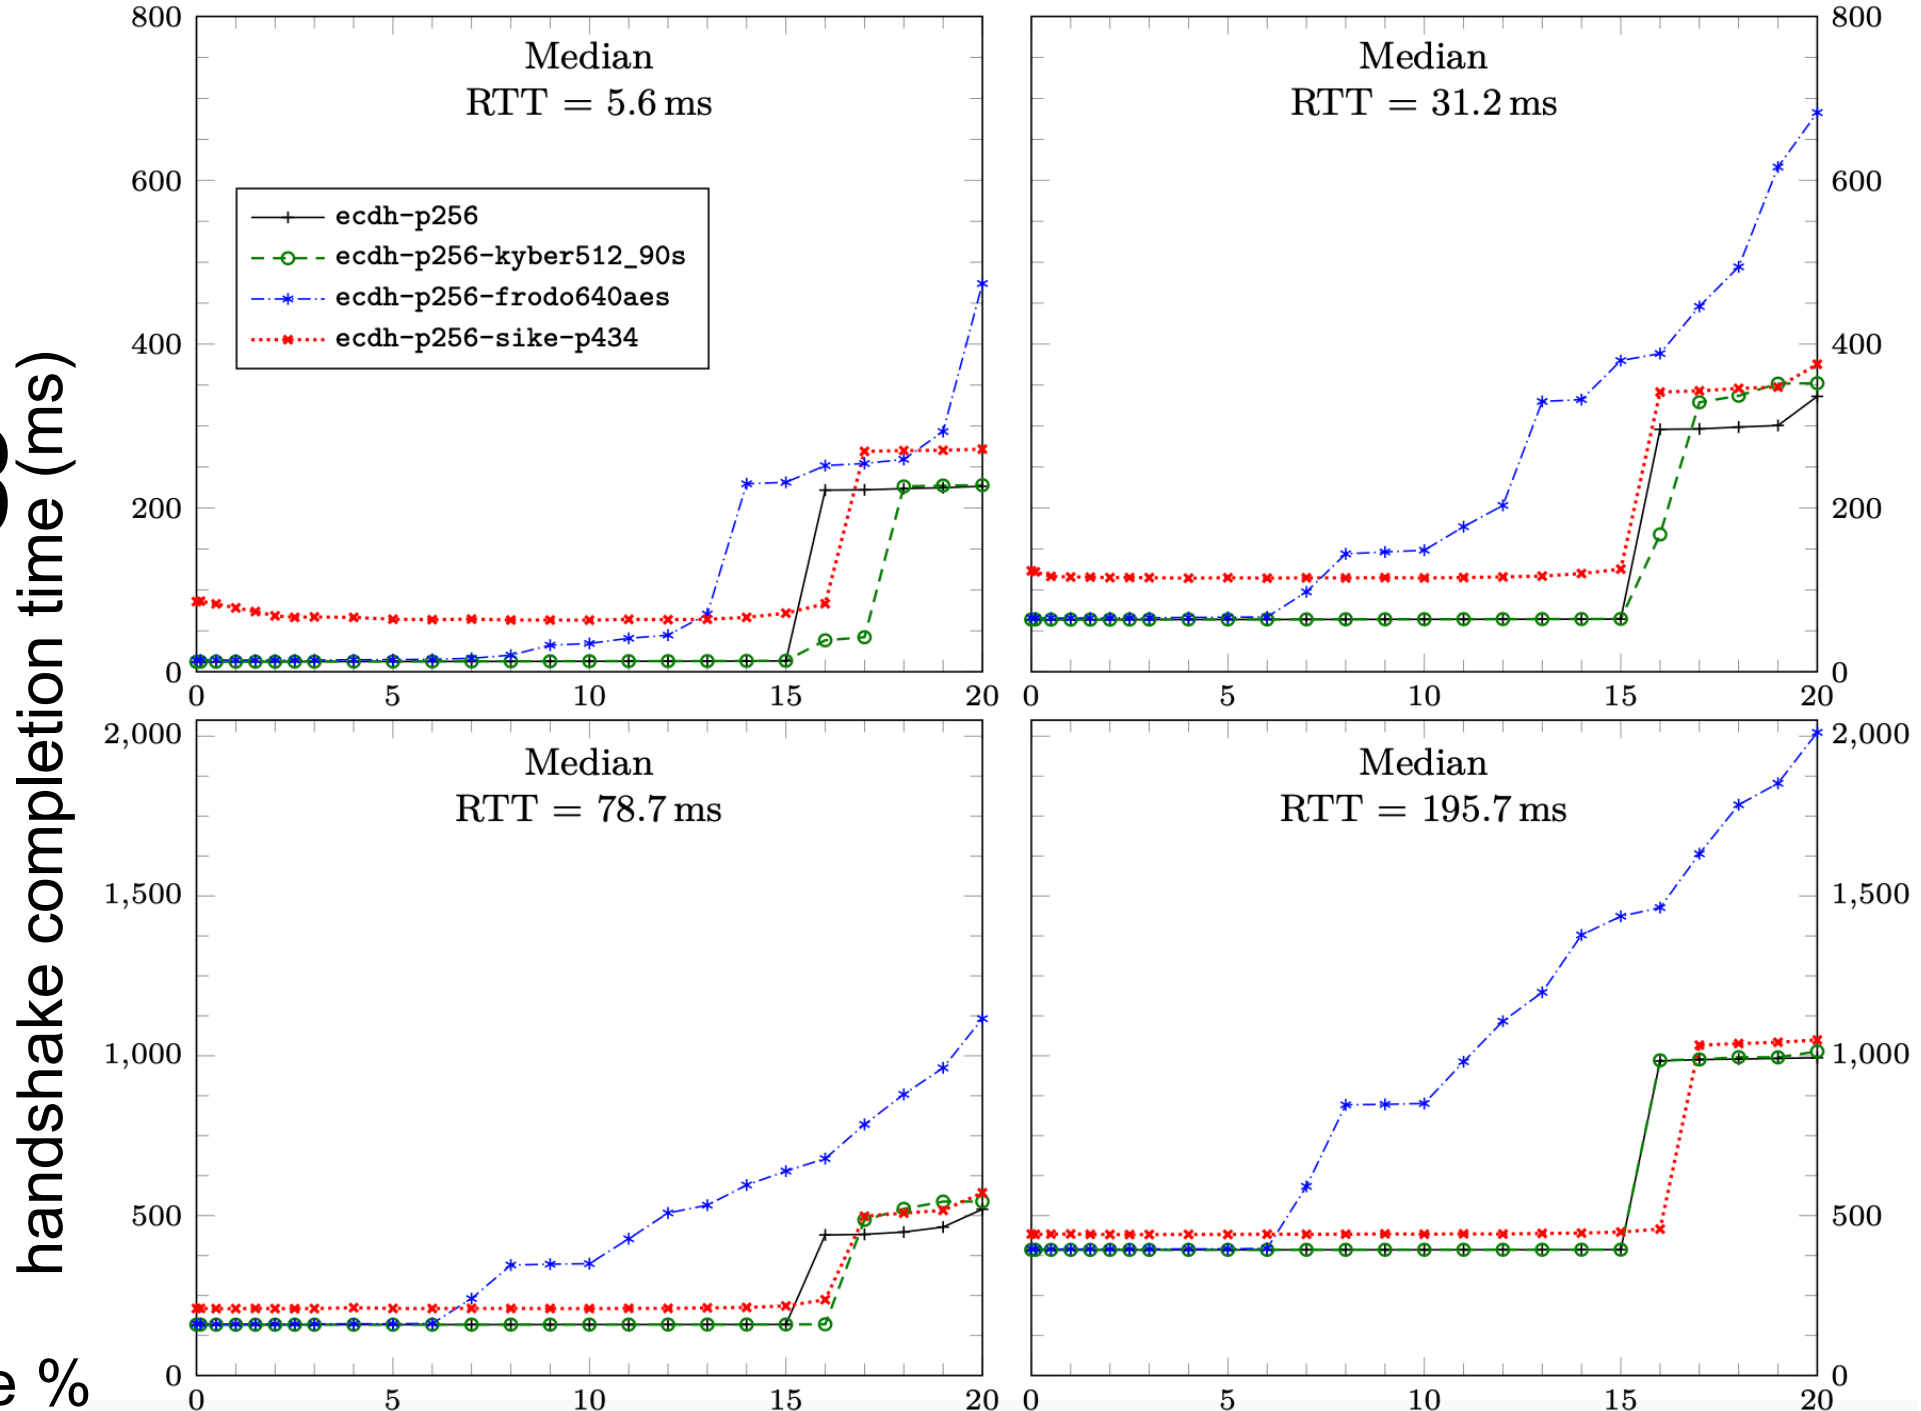 handshake completion time (ms)
e %
800
600
400
200
0
Median
RTT = 5.6 ms
ecdh-p256
ecdh-p256-kyber512_90s
ecdh-p256-frodo640aes
ecdh-p256-sike-p434
0 5 10 15 20
Median
RTT = 31.2 ms
800
600
400
200
0
0 5 10 15 20
2,000
1,500
1,000
500
0
Median
RTT = 78.7 ms
0 5 10 15 20
Median
RTT = 195.7 ms
2,000
1,500
1,000
500
0
0 5 10 15 20